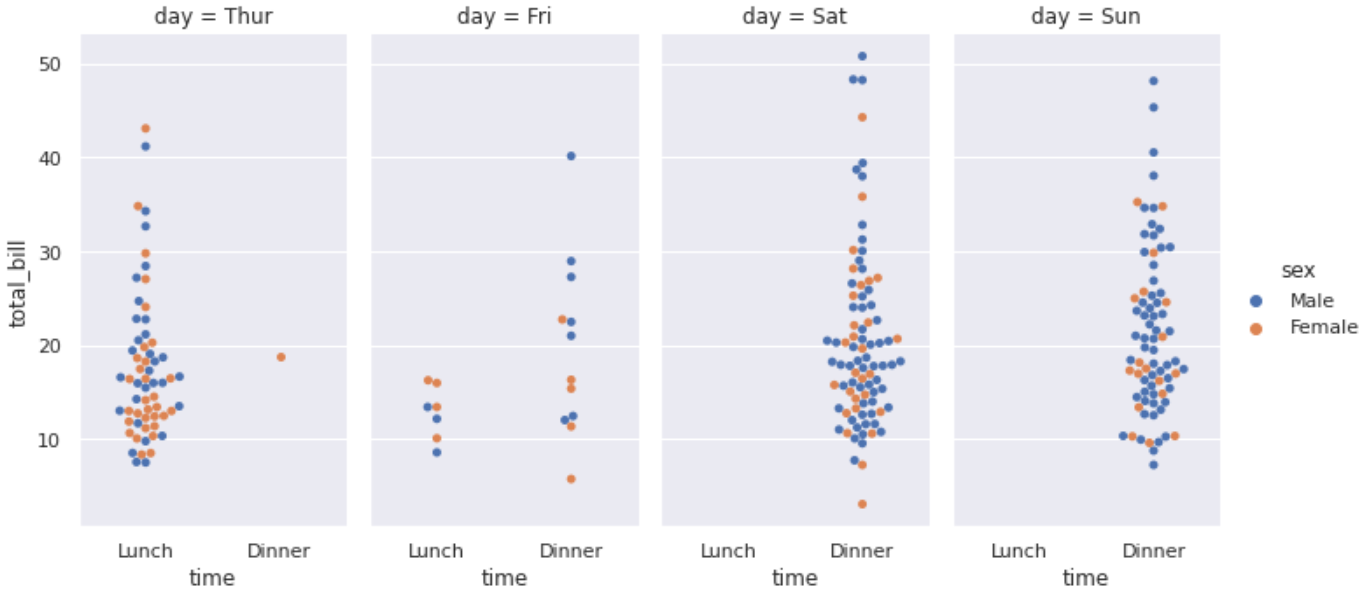 day = Thur
day = Fri
day = Sat
day = Sun
total_bill
50
40
30
20
10
Lunch
Dinner
time
Lunch
Dinner
time
Lunch
Dinner
time
Lunch
Dinner
time
sex
Male
Female